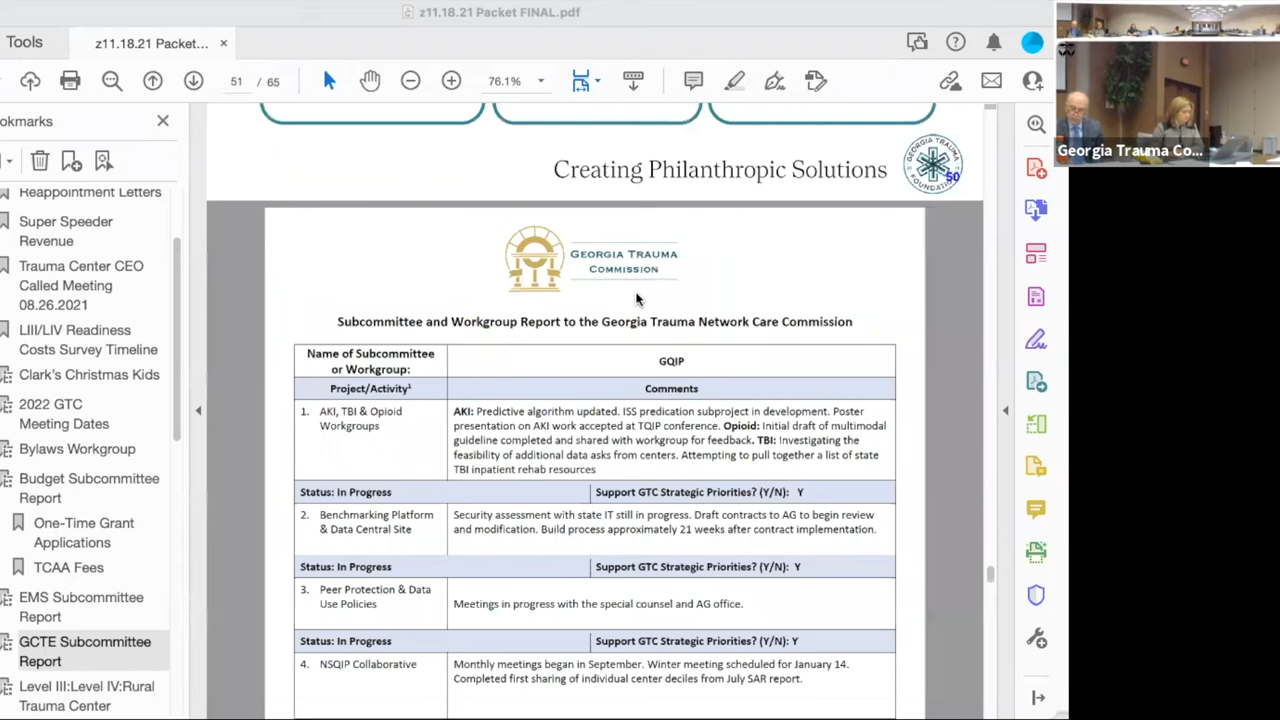 z11.18.21 Packet FINAL.pdf
Tools
z11.18.21 Packet... ×
51 / 65
76.1%
okmarks
Reappointment Letters
Super Speeder
Revenue
Trauma Center CEO
Called Meeting
08.26.2021
LIII/LIV Readiness
Costs Survey Timeline
Clark's Christmas Kids
2022 GTC
Meeting Dates
Bylaws Workgroup
Budget Subcommittee
Report
One-Time Grant
Applications
TCAA Fees
EMS Subcommittee
Report
GCTE Subcommittee
Report
Level III:Level IV:Rural
Trauma Center
Creating Philanthropic Solutions
GEORGIA TRAUMA
FOUNDATION
50
GEORGIA TRAUMA
COMMISSION
Subcommittee and Workgroup Report to the Georgia Trauma Network Care Commission
Name of Subcommittee
or Workgroup:
GQIP
Project/Activity¹
Comments
1. AKI, TBI & Opioid
Workgroups
AKI: Predictive algorithm updated. ISS predication subproject in development. Poster
presentation on AKI work accepted at TQIP conference. Opioid: Initial draft of multimodal
guideline completed and shared with workgroup for feedback. TBI: Investigating the
feasibility of additional data asks from centers. Attempting to pull together a list of state
TBI inpatient rehab resources
Status: In Progress
Support GTC Strategic Priorities? (Y/N): Y
2. Benchmarking Platform
& Data Central Site
Security assessment with state IT still in progress. Draft contracts to AG to begin review
and modification. Build process approximately 21 weeks after contract implementation.
Status: In Progress
Support GTC Strategic Priorities? (Y/N): Y
3. Peer Protection & Data
Use Policies
Meetings in progress with the special counsel and AG office.
Status: In Progress
Support GTC Strategic Priorities? (Y/N): Y
4. NSQIP Collaborative
Monthly meetings began in September. Winter meeting scheduled for January 14.
Completed first sharing of individual center deciles from July SAR report.
Georgia Trauma Co...